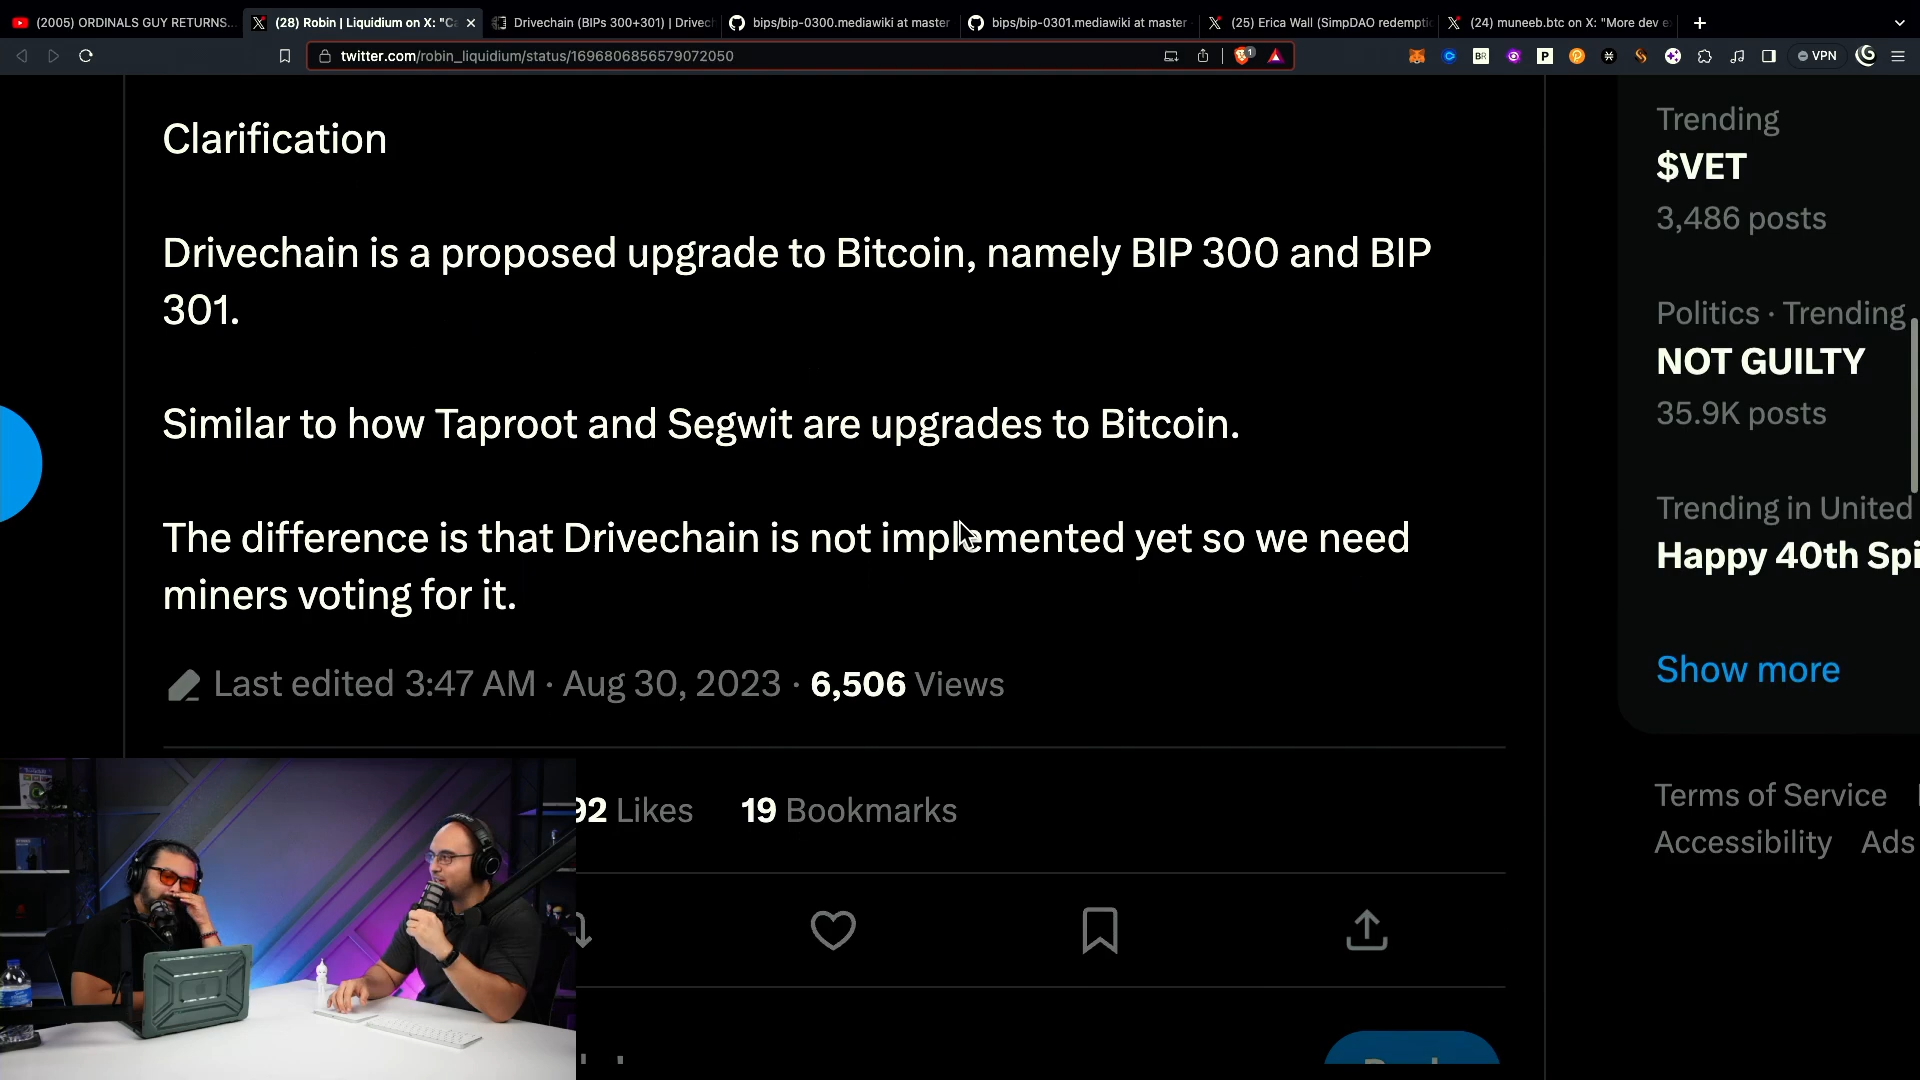 (2005) ORDINALS GUY RETURNS...
(28) Robin | Liquidium on X: "Ca
Drivechain (BIPs 300+301) | Drivech
bips/bip-0300.mediawiki at master
bips/bip-0301.mediawiki at master
(25) Erica Wall (SimpDAO redemptio
(24) muneeb.btc on X: "More dev e
twitter.com/robin_liquidium/status/1696806856579072050
1
BR
P
VPN
Clarification
Drivechain is a proposed upgrade to Bitcoin, namely BIP 300 and BIP
301.
Similar to how Taproot and Segwit are upgrades to Bitcoin.
The difference is that Drivechain is not implemented yet so we need
miners voting for it.
Last edited 3:47 AM · Aug 30, 2023 · 6,506 Views
92 Likes 19 Bookmarks
Trending
$VET
3,486 posts
Politics · Trending
NOT GUILTY
35.9K posts
Trending in United
Happy 40th Spi
Show more
Terms of Service
Accessibility Ads